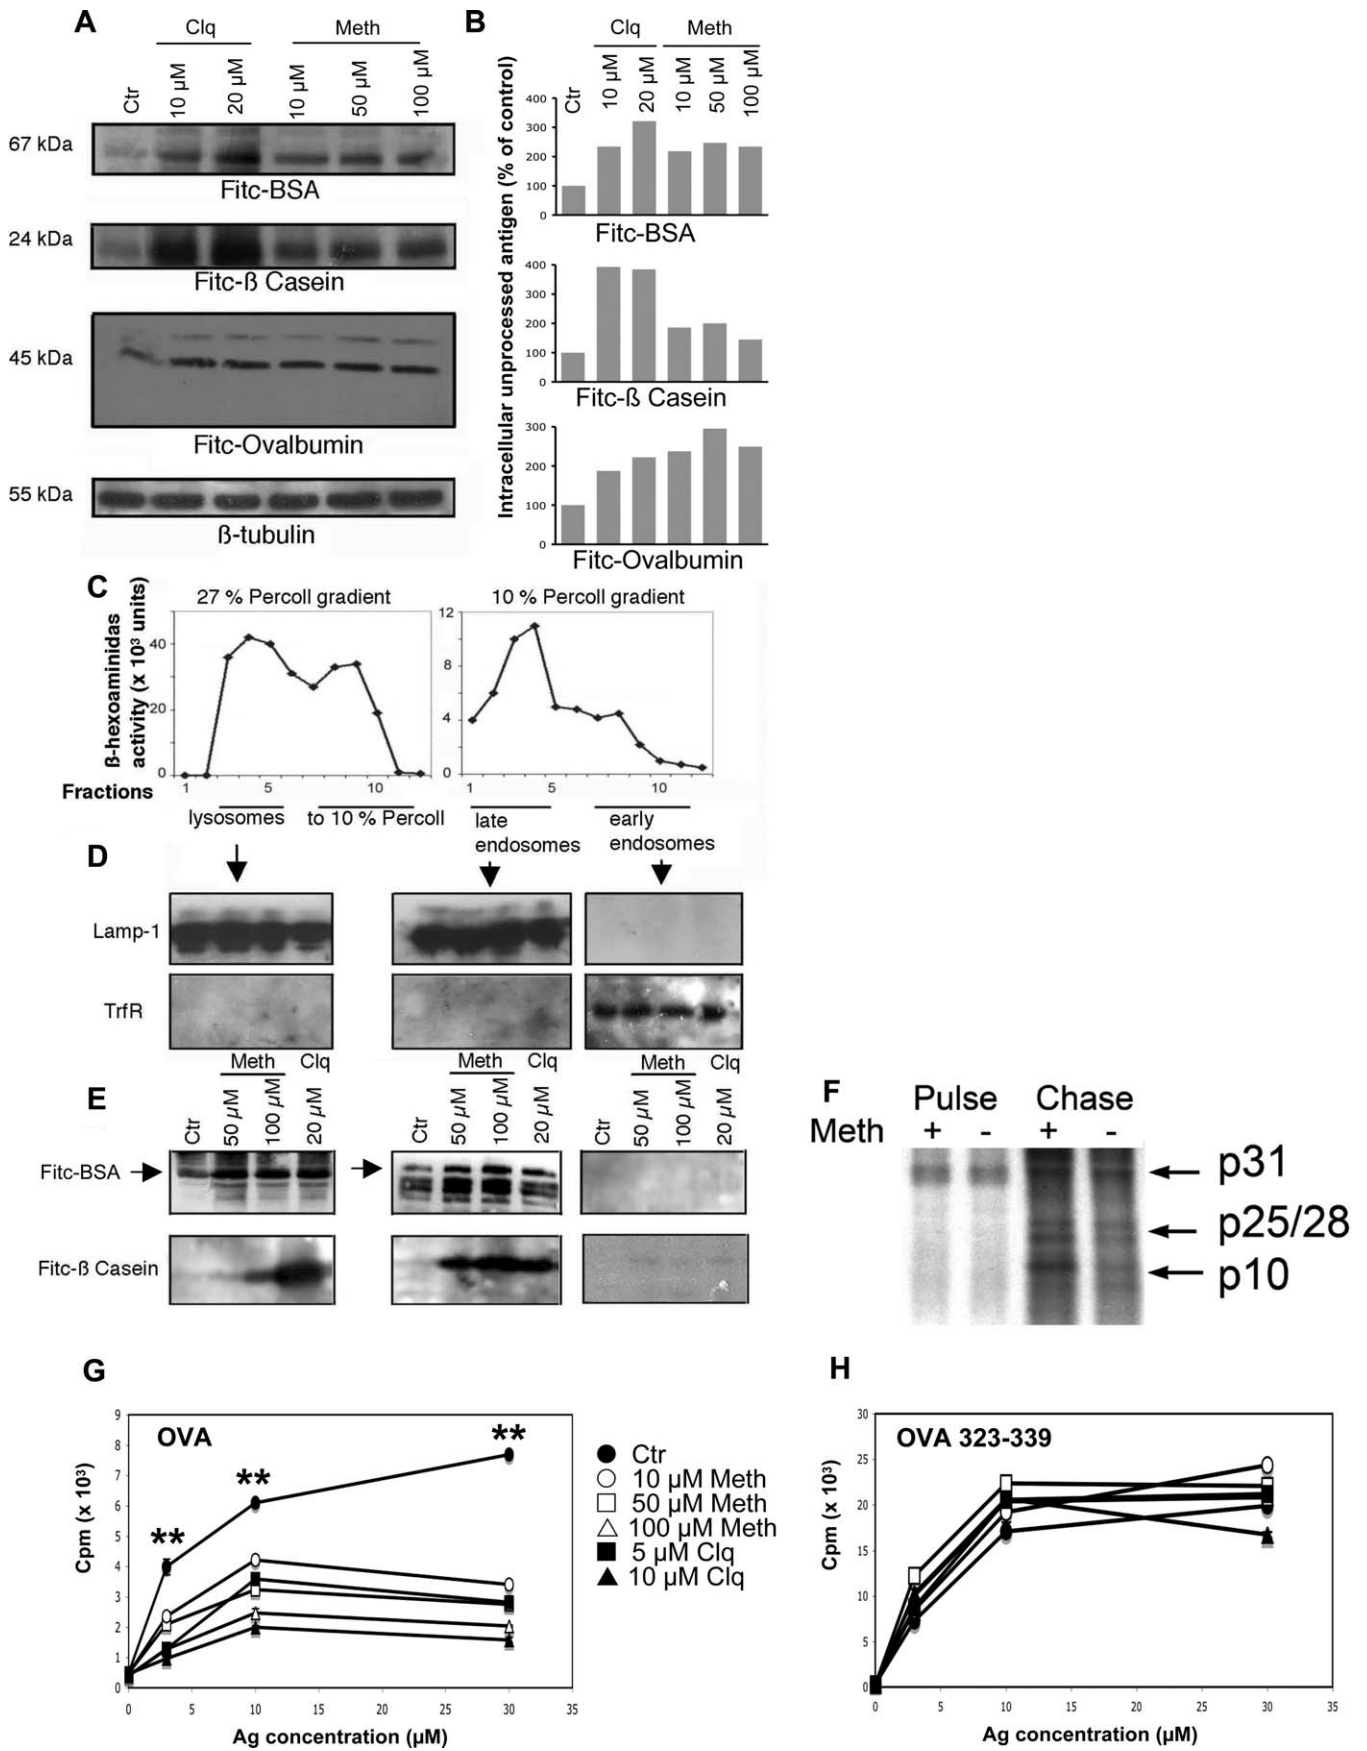 A
Clq
Meth
Ctr
10 µM
20 µM
10 µM
50 µM
100 µM
67 kDa
Fitc-BSA
24 kDa
Fitc-ß Casein
45 kDa
Fitc-Ovalbumin
55 kDa
ß-tubulin
B
Clq
Meth
Ctr
10 µM
20 µM
10 µM
50 µM
100 µM
Intracellular unprocessed antigen (% of control)
400
300
200
100
0
Fitc-BSA
400
300
200
100
0
Fitc-ß Casein
300
200
100
0
Fitc-Ovalbumin
C
27 % Percoll gradient
10 % Percoll gradient
ß-hexoaminidas
activity (x 10³ units)
40
20
0
12
8
4
0
Fractions
1 5 10
1 5 10
lysosomes
to 10 % Percoll
late
endosomes
early
endosomes
D
Lamp-1
TrfR
Meth
Clq
Meth
Clq
Meth
Clq
E
Ctr
50 µM
100 µM
20 µM
Ctr
50 µM
100 µM
20 µM
Ctr
50 µM
100 µM
20 µM
Fitc-BSA
Fitc-ß Casein
F
Pulse
Chase
Meth + - + -
p31
p25/28
p10
G
OVA
**
**
**
Cpm (x 10³)
9
8
7
6
5
4
3
2
1
0
0 5 10 15 20 25 30 35
Ag concentration (µM)
Ctr
10 µM Meth
50 µM Meth
100 µM Meth
5 µM Clq
10 µM Clq
H
OVA 323-339
Cpm (x 10³)
30
25
20
15
10
5
0
0 5 10 15 20 25 30 35
Ag concentration (µM)